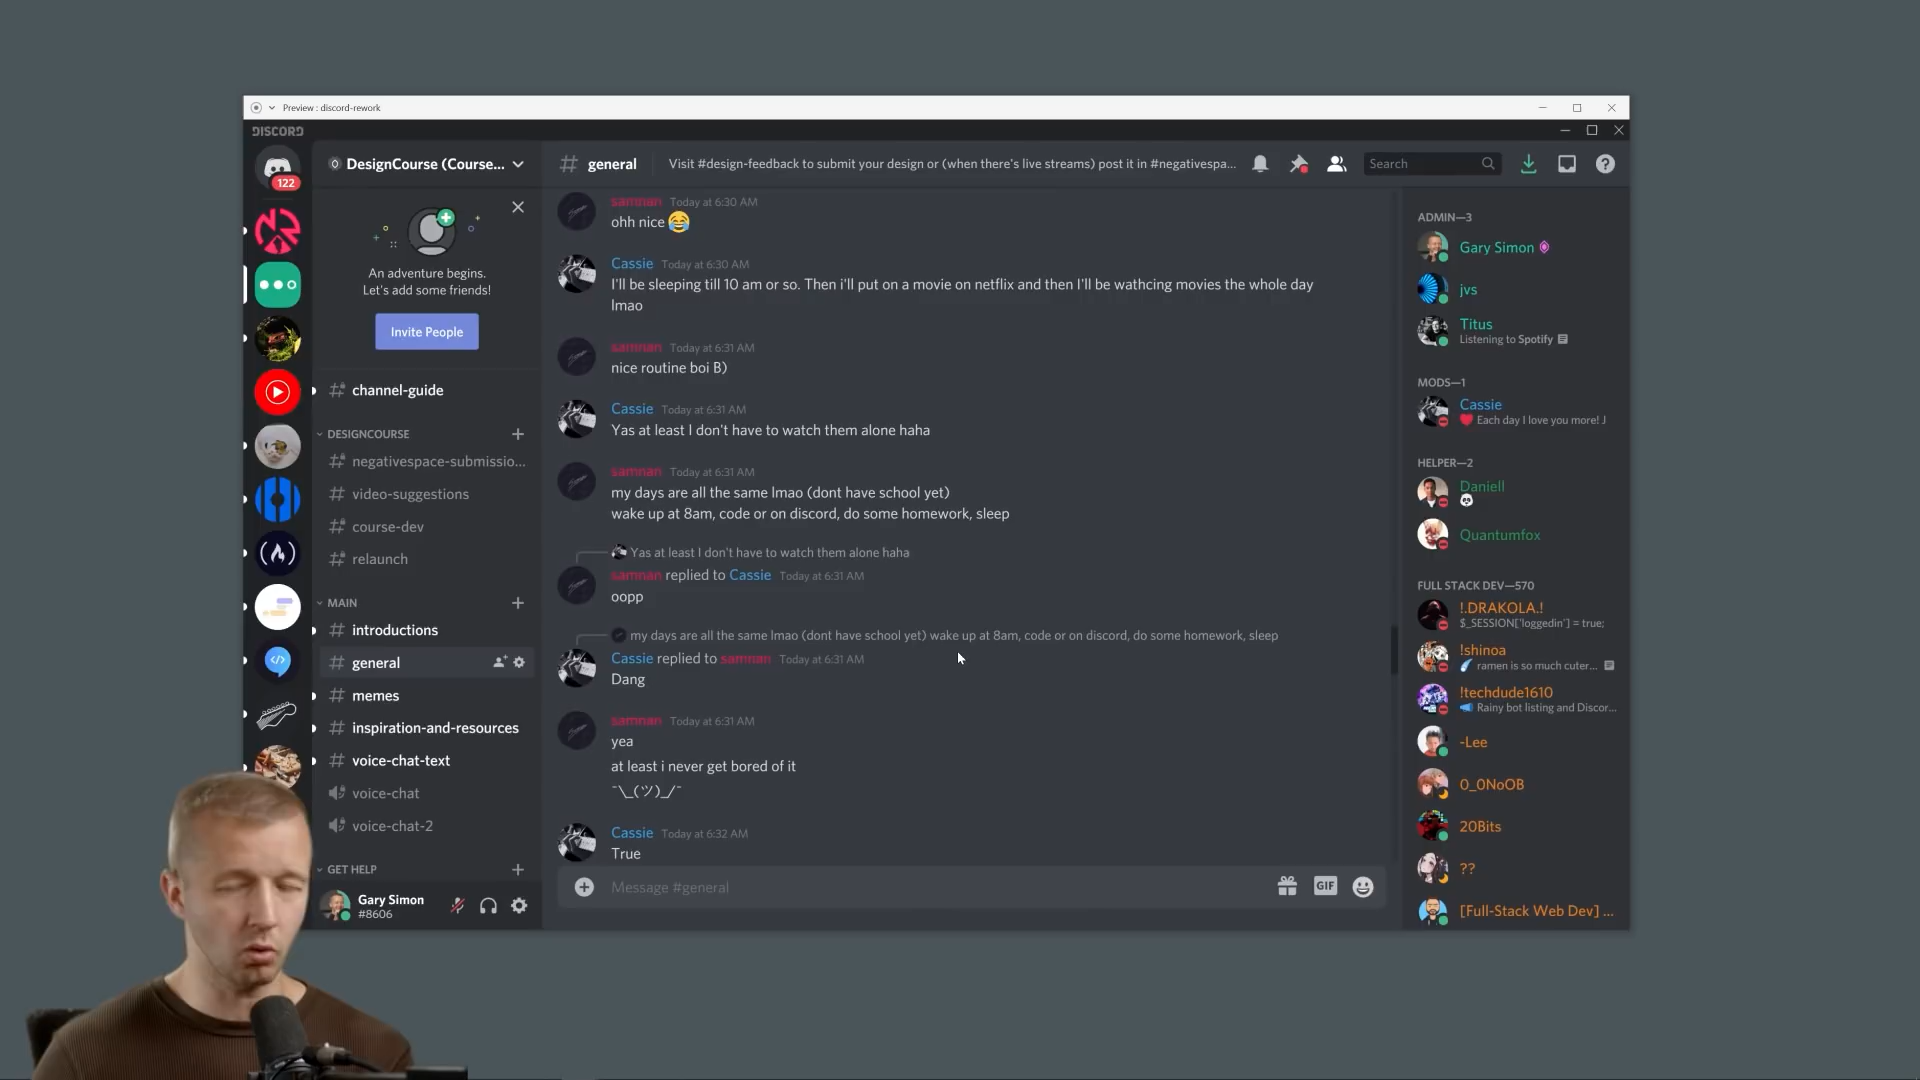 Preview : discord-rework
DISCORD
122
DesignCourse (Course...
An adventure begins.
Let's add some friends!
Invite People
channel-guide
DESIGNCOURSE
negativespace-submissio...
video-suggestions
course-dev
relaunch
MAIN
introductions
general
memes
inspiration-and-resources
voice-chat-text
voice-chat
voice-chat-2
GET HELP
Gary Simon
#8606
# general
Visit #design-feedback to submit your design or (when there's live streams) post it in #negativespa...
Search
samnan Today at 6:30 AM
ohh nice 😂
Cassie Today at 6:30 AM
I'll be sleeping till 10 am or so. Then i'll put on a movie on netflix and then I'll be wathcing movies the whole day
lmao
samnan Today at 6:31 AM
nice routine boi B)
Cassie Today at 6:31 AM
Yas at least I don't have to watch them alone haha
samnan Today at 6:31 AM
my days are all the same lmao (dont have school yet)
wake up at 8am, code or on discord, do some homework, sleep
Yas at least I don't have to watch them alone haha
samnan replied to Cassie Today at 6:31 AM
oopp
my days are all the same lmao (dont have school yet) wake up at 8am, code or on discord, do some homework, sleep
Cassie replied to samnan Today at 6:31 AM
Dang
samnan Today at 6:31 AM
yea
at least i never get bored of it
¯\_(ツ)_/¯
Cassie Today at 6:32 AM
True
Message #general
GIF
ADMIN—3
Gary Simon
jvs
Titus
Listening to Spotify
MODS—1
Cassie
❤️ Each day I love you more! J
HELPER—2
Daniell
Quantumfox
FULL STACK DEV—570
!.DRAKOLA.!
$_SESSION['loggedin'] = true;
!shinoa
ramen is so much cuter...
!techdude1610
Rainy bot listing and Discor...
-Lee
0_0NoOB
20Bits
??
[Full-Stack Web Dev] ...